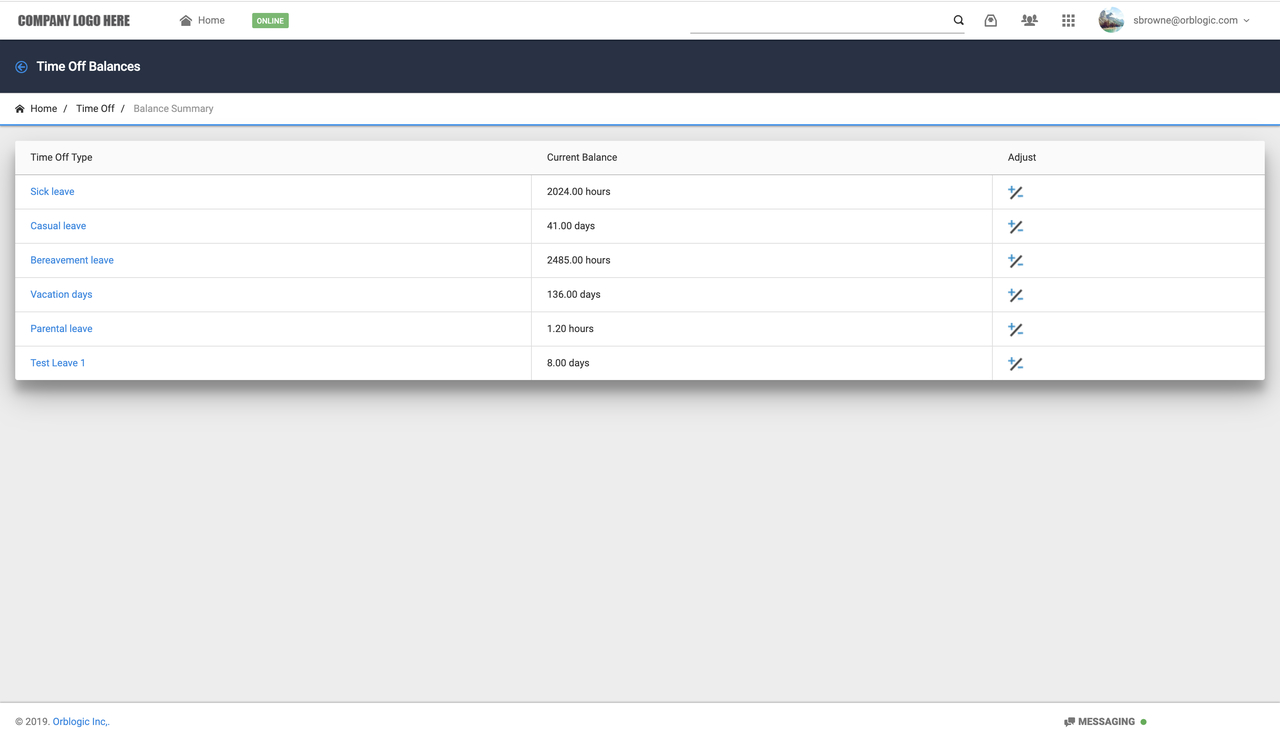 COMPANY LOGO HERE Home ONLINE sbrowne@orblogic.com
Time Off Balances
Home / Time Off / Balance Summary
Time Off Type Current Balance Adjust
Sick leave 2024.00 hours
Casual leave 41.00 days
Bereavement leave 2485.00 hours
Vacation days 136.00 days
Parental leave 1.20 hours
Test Leave 1 8.00 days
© 2019. Orblogic Inc,. MESSAGING